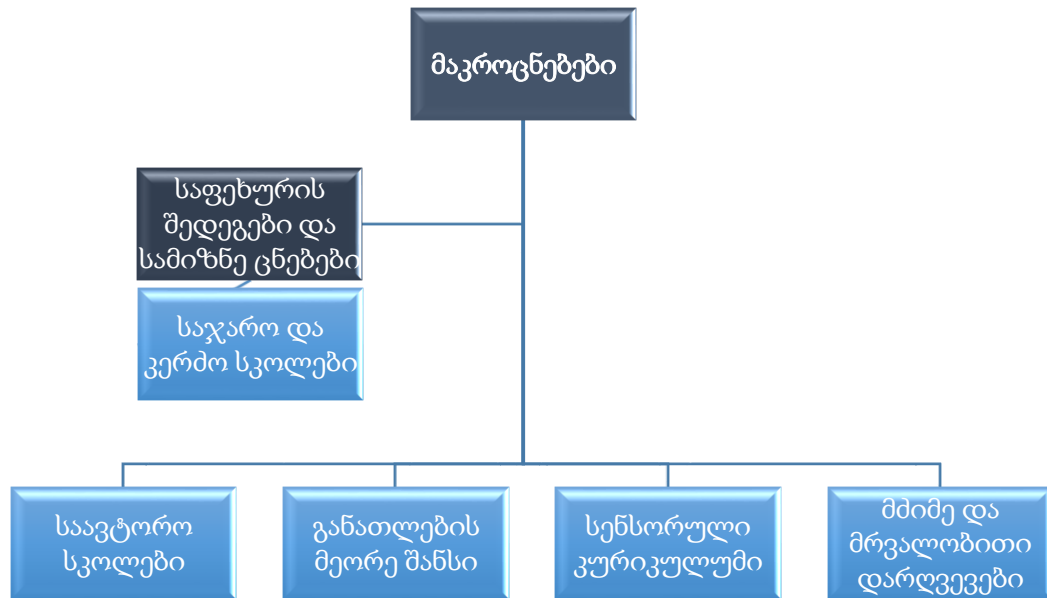 მაკროცნებები
საფეხურის
შედეგები და
სამიზნე ცნებები
საჯარო და
კერძო სკოლები
საავტორო
სკოლები
განათლების
მეორე შანსი
სენსორული
კურიკულუმი
მძიმე და
მრვალობითი
დარღვევები